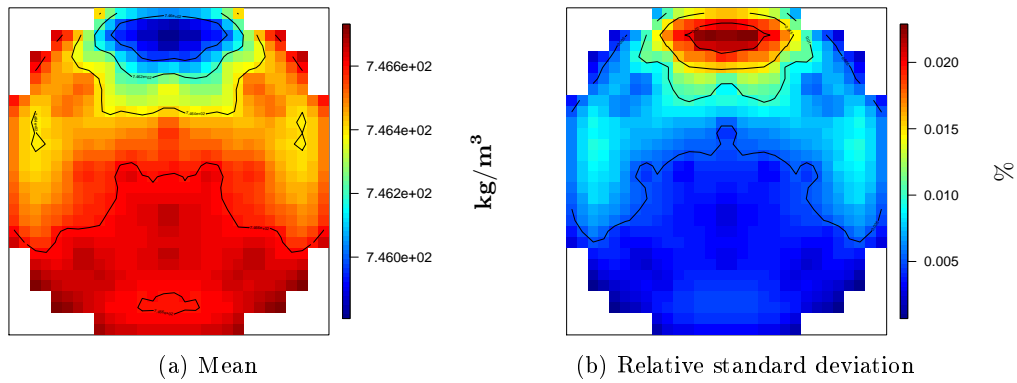 7.466e+02
7.464e+02
7.462e+02
7.460e+02
kg/m³
0.020
0.015
0.010
0.005
%
(a) Mean
(b) Relative standard deviation